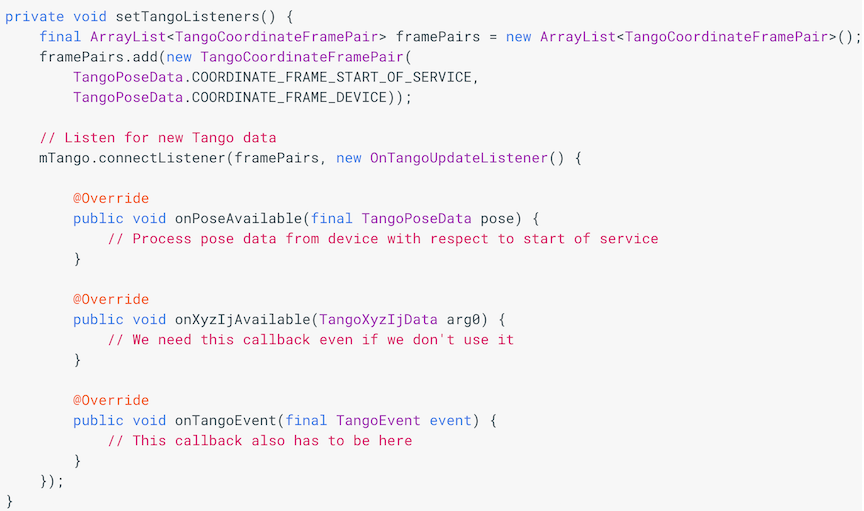 private void setTangoListeners() {
final ArrayList<TangoCoordinateFramePair> framePairs = new ArrayList<TangoCoordinateFramePair>();
framePairs.add(new TangoCoordinateFramePair(
TangoPoseData.COORDINATE_FRAME_START_OF_SERVICE,
TangoPoseData.COORDINATE_FRAME_DEVICE));
// Listen for new Tango data
mTango.connectListener(framePairs, new OnTangoUpdateListener() {
@Override
public void onPoseAvailable(final TangoPoseData pose) {
// Process pose data from device with respect to start of service
}
@Override
public void onXyzIjAvailable(TangoXyzIjData arg0) {
// We need this callback even if we don't use it
}
@Override
public void onTangoEvent(final TangoEvent event) {
// This callback also has to be here
}
});
}